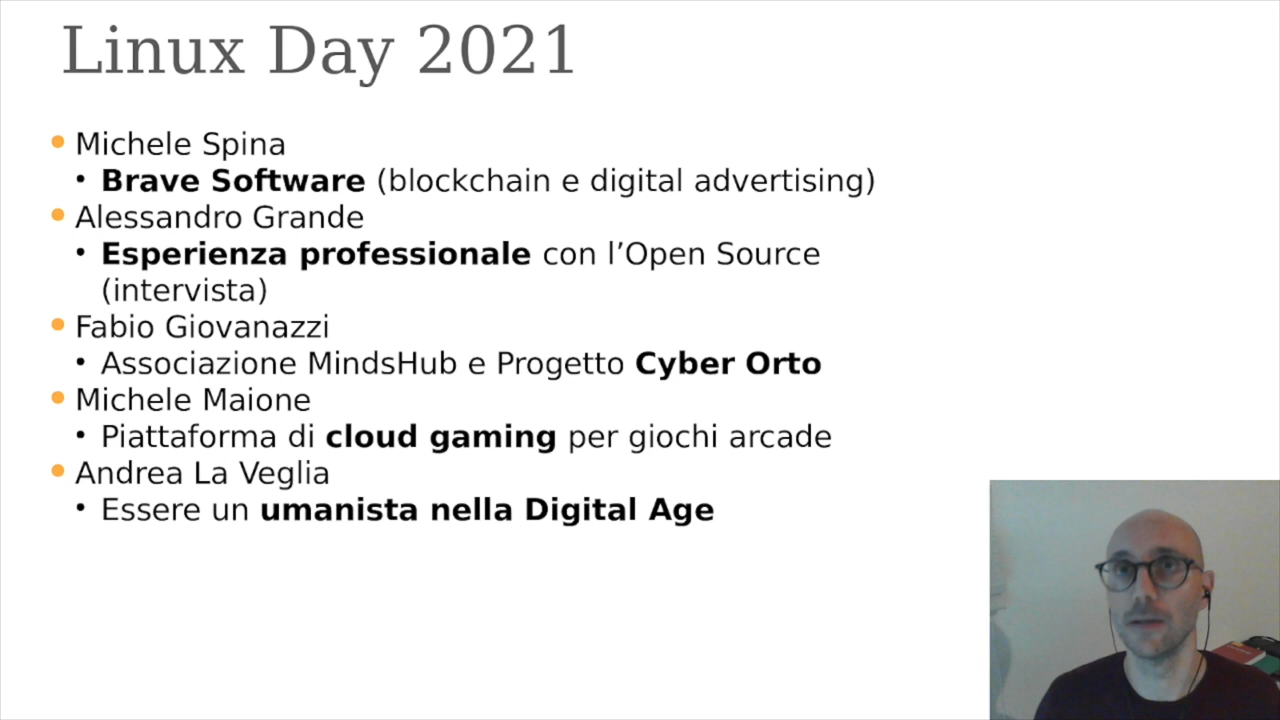 Linux Day 2021
• Michele Spina
• Brave Software (blockchain e digital advertising)
• Alessandro Grande
• Esperienza professionale con l’Open Source
(intervista)
• Fabio Giovanazzi
• Associazione MindsHub e Progetto Cyber Orto
• Michele Maione
• Piattaforma di cloud gaming per giochi arcade
• Andrea La Veglia
• Essere un umanista nella Digital Age